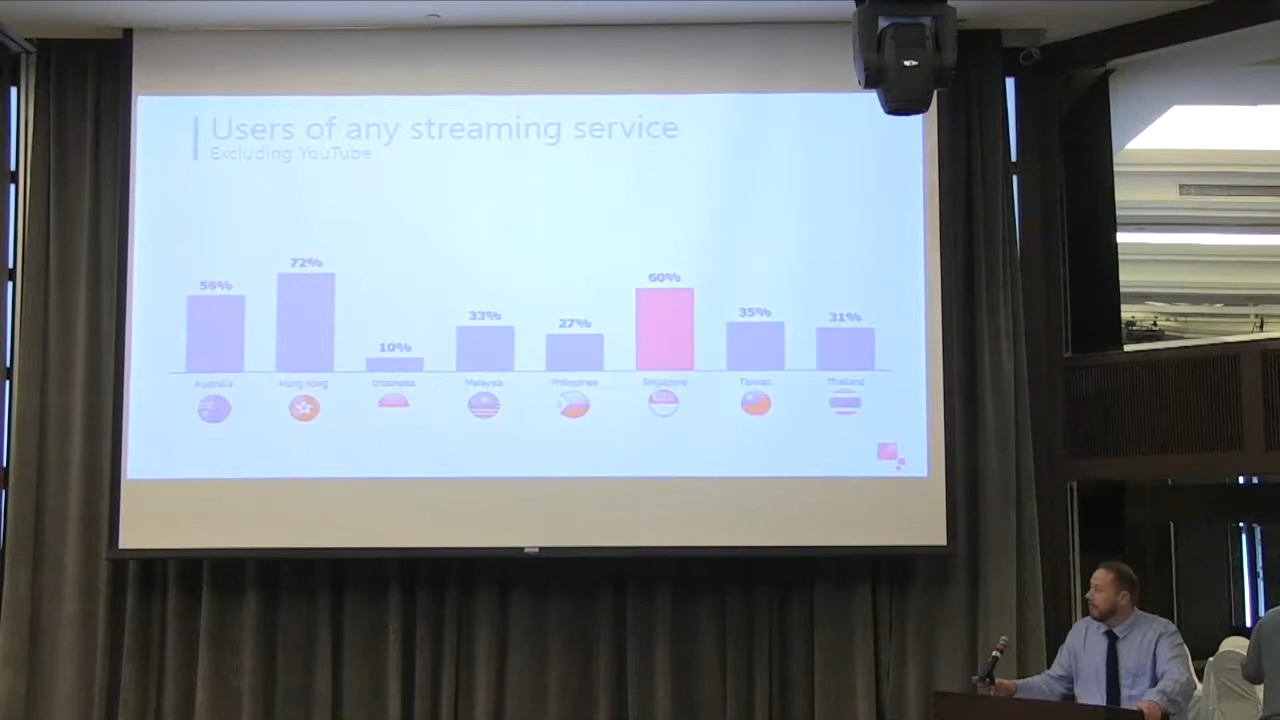 Users of any streaming service
Excluding YouTube
56%
72%
10%
33%
27%
60%
35%
31%
Australia
Hong Kong
Indonesia
Malaysia
Philippines
Singapore
Taiwan
Thailand